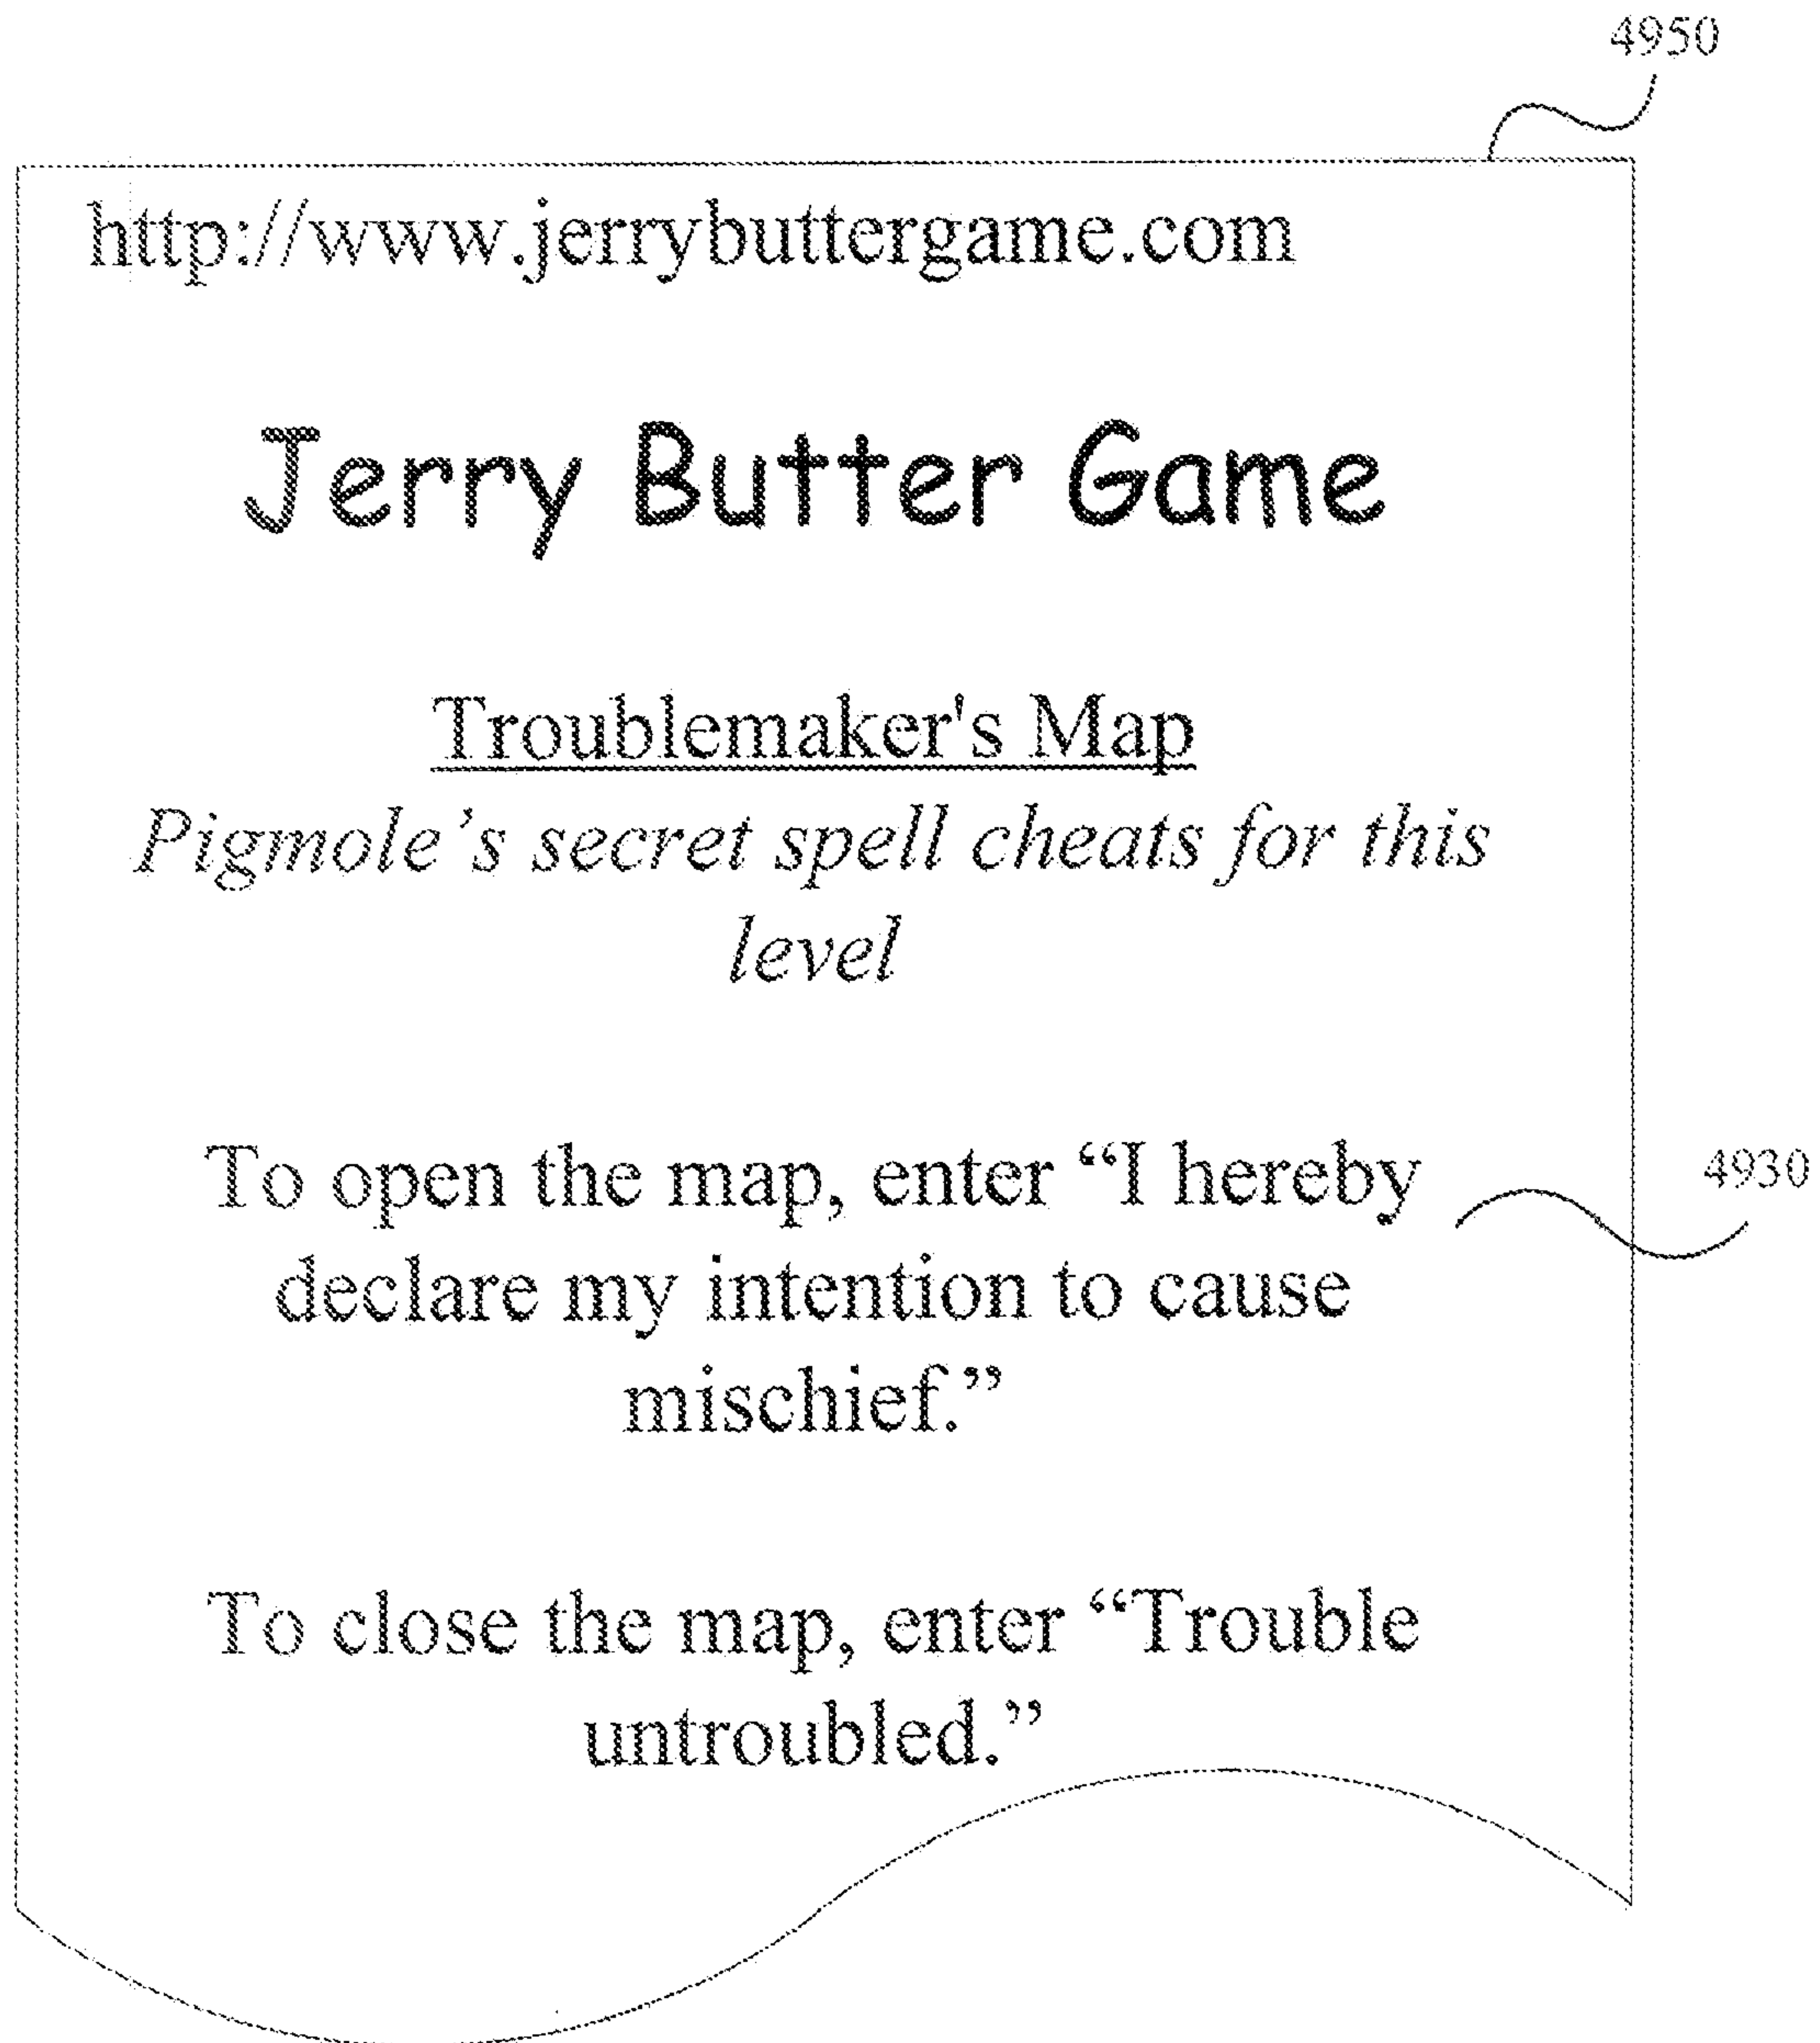 4950
http://www.jerrybuttergame.com
Jerry Butter Game
Troublemaker's Map
Pigmole’s secret spell cheats for this
level
To open the map, enter “I hereby
4930
declare my intention to cause
mischief.”
To close the map, enter “Trouble
untroubled.”